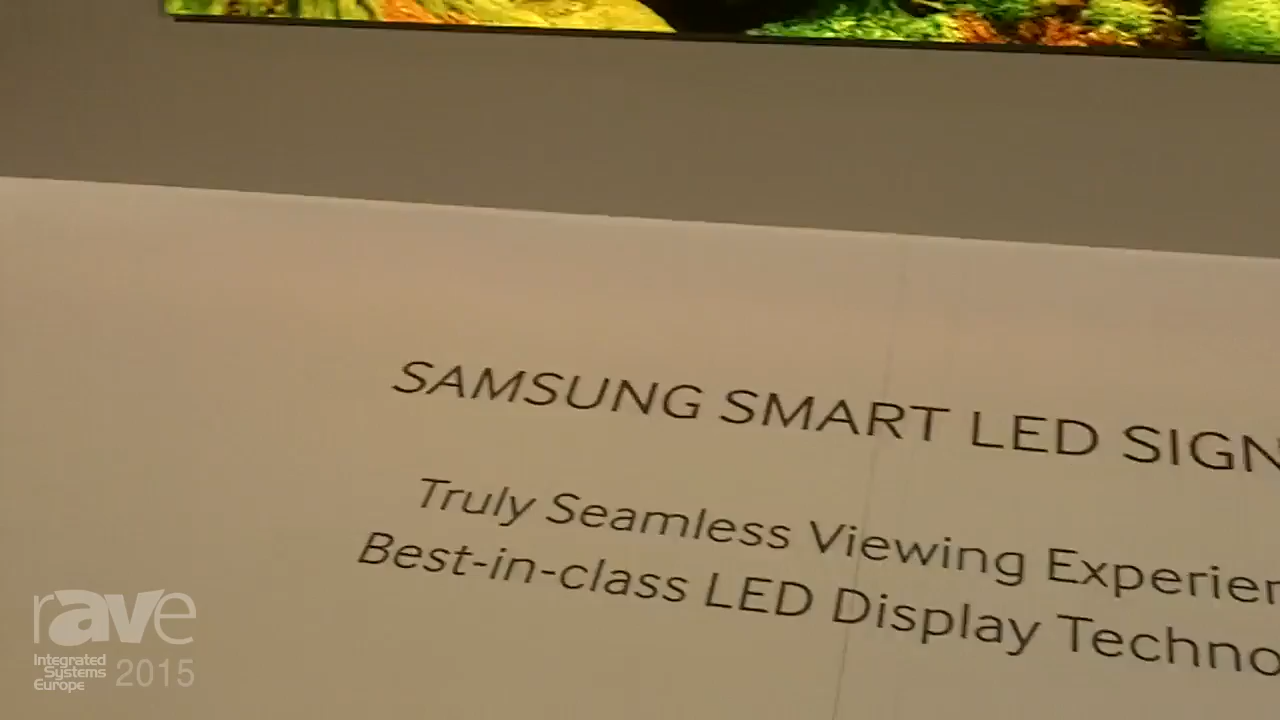 SAMSUNG SMART LED SIGN
Truly Seamless Viewing Experien
Best-in-class LED Display Techno
rave
Integrated
Systems
Europe
2015